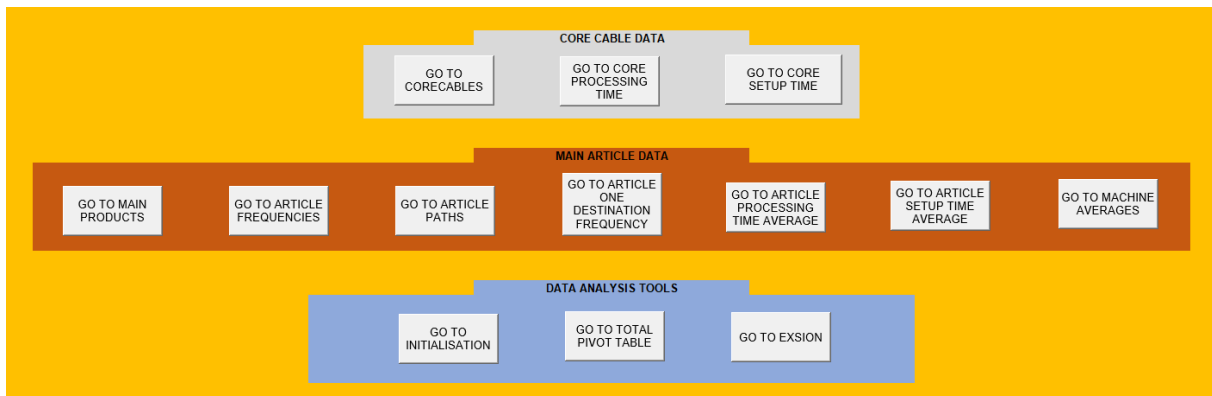 CORE CABLE DATA
GO TO
CORECABLES
GO TO CORE
PROCESSING
TIME
GO TO CORE
SETUP TIME
MAIN ARTICLE DATA
GO TO MAIN
PRODUCTS
GO TO ARTICLE
FREQUENCIES
GO TO ARTICLE
PATHS
GO TO ARTICLE
ONE
DESTINATION
FREQUENCY
GO TO ARTICLE
PROCESSING
TIME AVERAGE
GO TO ARTICLE
SETUP TIME
AVERAGE
GO TO MACHINE
AVERAGES
DATA ANALYSIS TOOLS
GO TO
INITIALISATION
GO TO TOTAL
PIVOT TABLE
GO TO EXSION